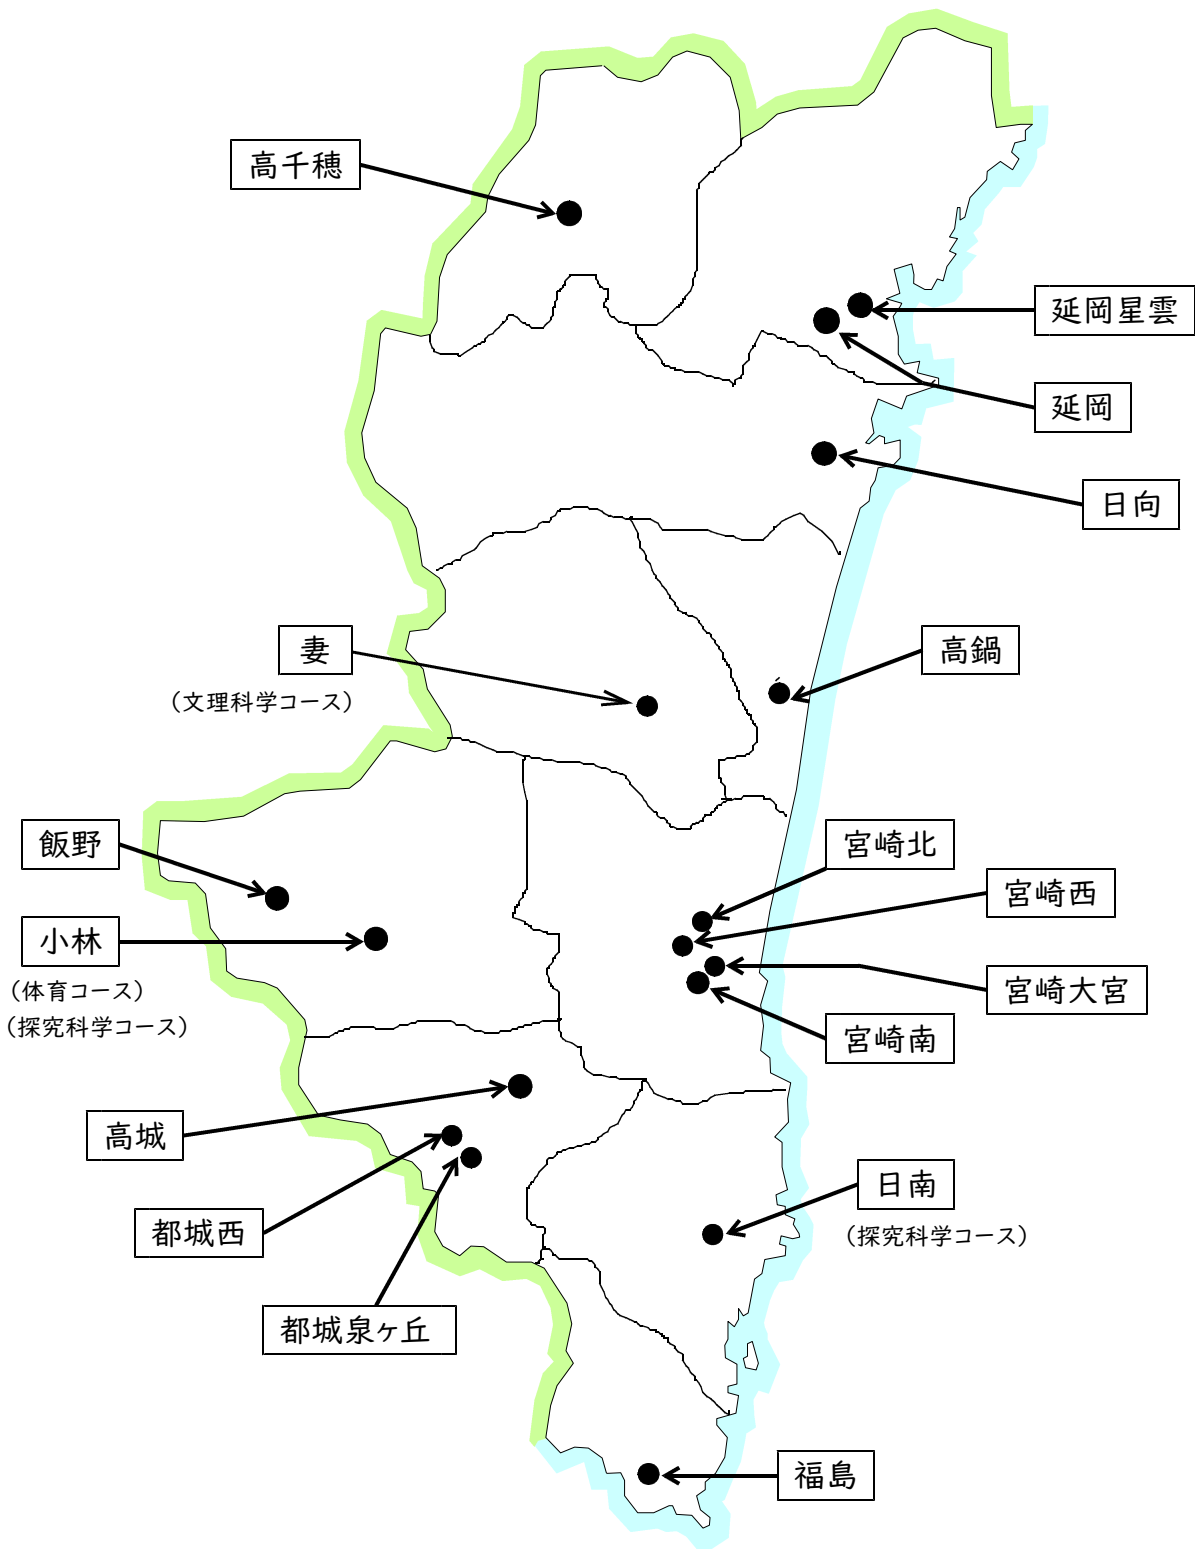 高千穂
延岡星雲
延岡
日向
妻
(文理科学コース)
高鍋
飯野
宮崎北
宮崎西
小林
(体育コース)
(探究科学コース)
宮崎大宮
宮崎南
高城
日南
(探究科学コース)
都城西
都城泉ヶ丘
福島